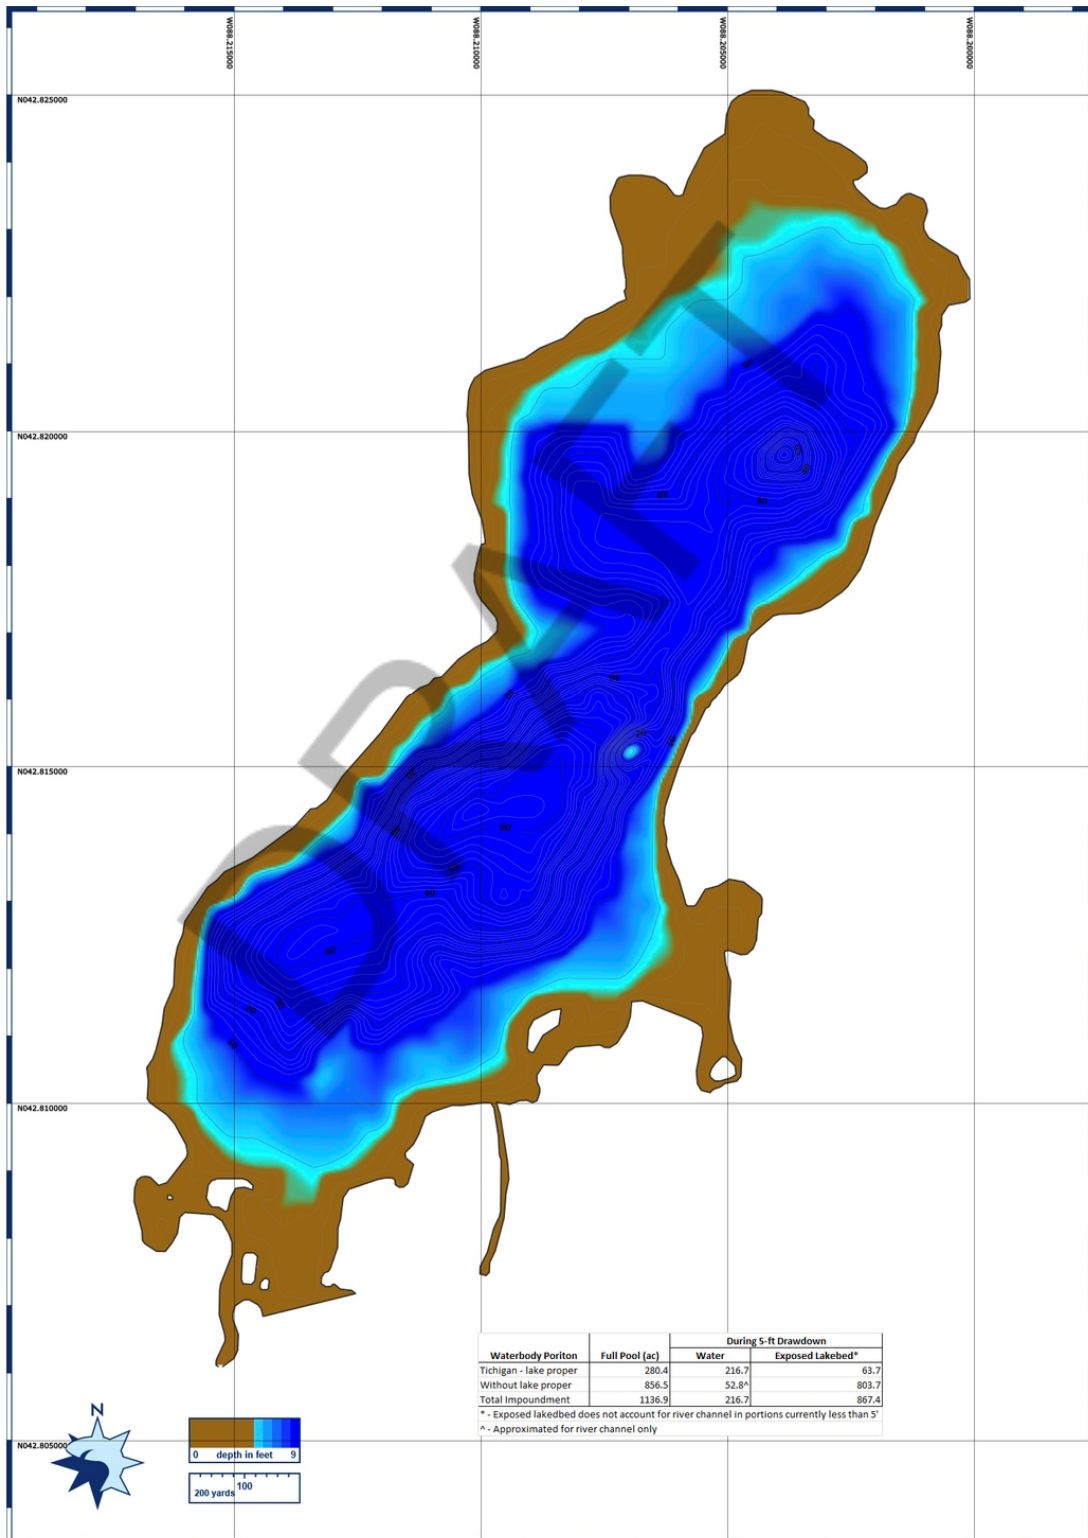 W088.215000
W088.210000
W088.205000
W088.200000
N042.825000
N042.820000
N042.815000
N042.810000
N042.805000
DRAFT
During 5-ft Drawdown
Waterbody Poriton Full Pool (ac) Water Exposed Lakebed*
Tichigan - lake proper 280.4 216.7 63.7
Without lake proper 856.5 52.8^ 803.7
Total Impoundment 1136.9 216.7 867.4
* - Exposed lakedbed does not account for river channel in portions currently less than 5'
^ - Approximated for river channel only
N
0 depth in feet 9
100
200 yards